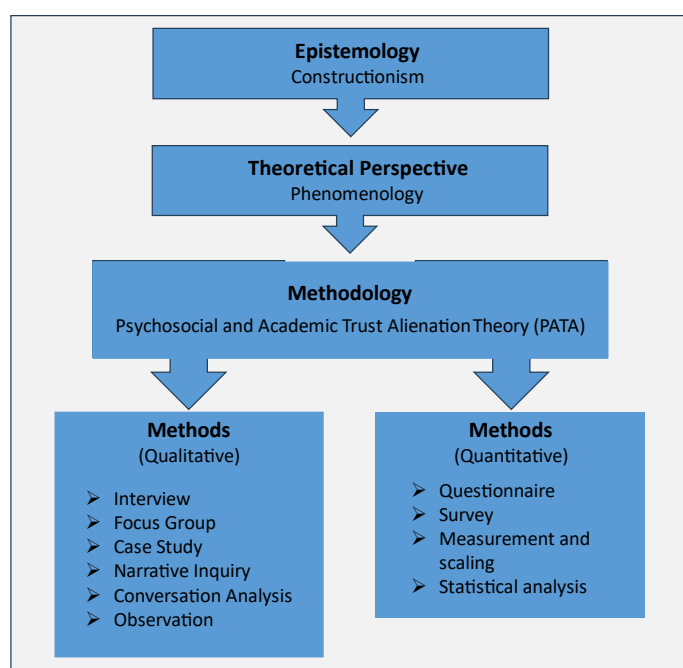 Epistemology
Constructionism
Theoretical Perspective
Phenomenology
Methodology
Psychosocial and Academic Trust Alienation Theory (PATA)
Methods
(Qualitative)
➢ Interview
➢ Focus Group
➢ Case Study
➢ Narrative Inquiry
➢ Conversation Analysis
➢ Observation
Methods
(Quantitative)
➢ Questionnaire
➢ Survey
➢ Measurement and
scaling
➢ Statistical analysis